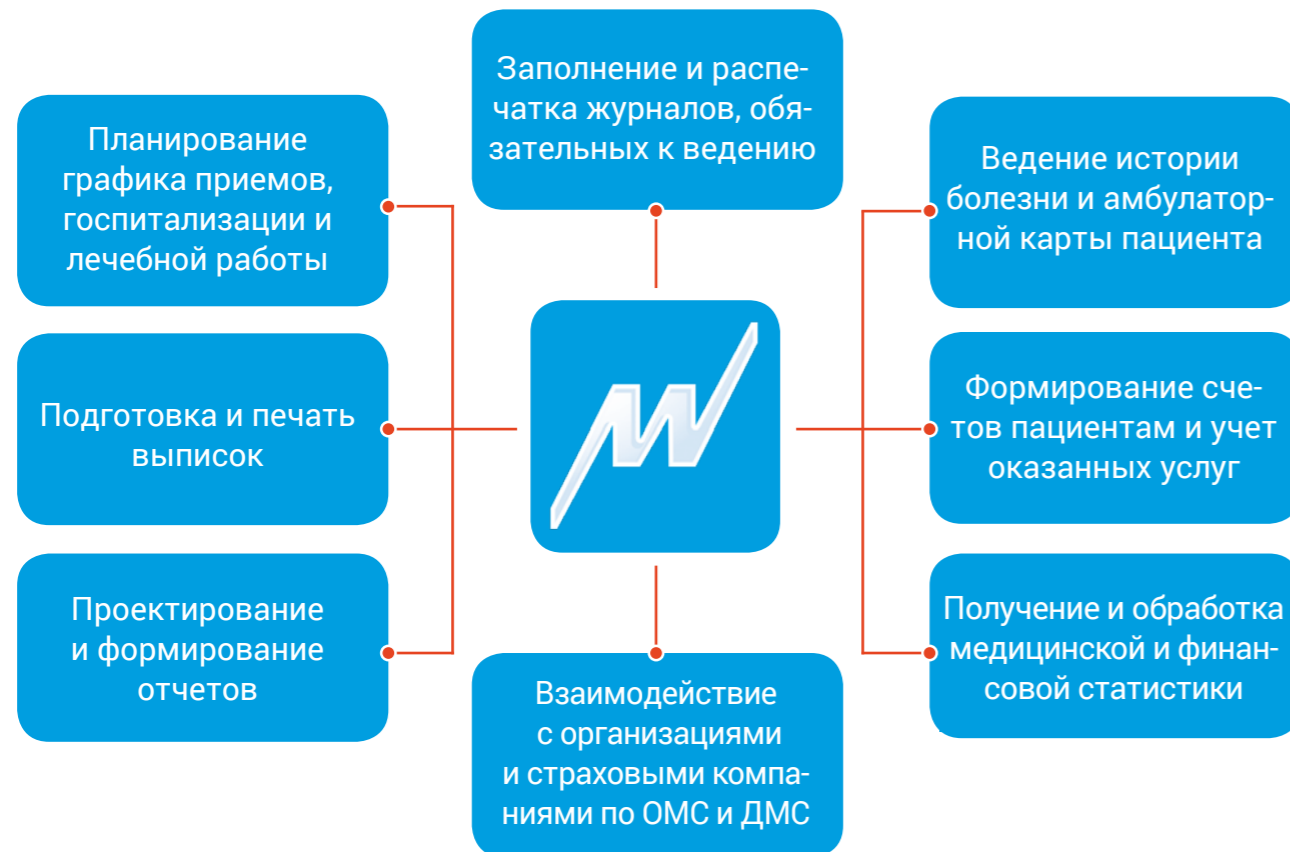 Заполнение и распе-
чатка журналов, обя-
зательных к ведению
Планирование
графика приемов,
госпитализации и
лечебной работы
Ведение истории
болезни и амбулатор-
ной карты пациента
Подготовка и печать
выписок
Формирование сче-
тов пациентам и учет
оказанных услуг
Проектирование
и формирование
отчетов
Получение и обработка
медицинской и финан-
совой статистики
Взаимодействие
с организациями
и страховыми компа-
ниями по ОМС и ДМС